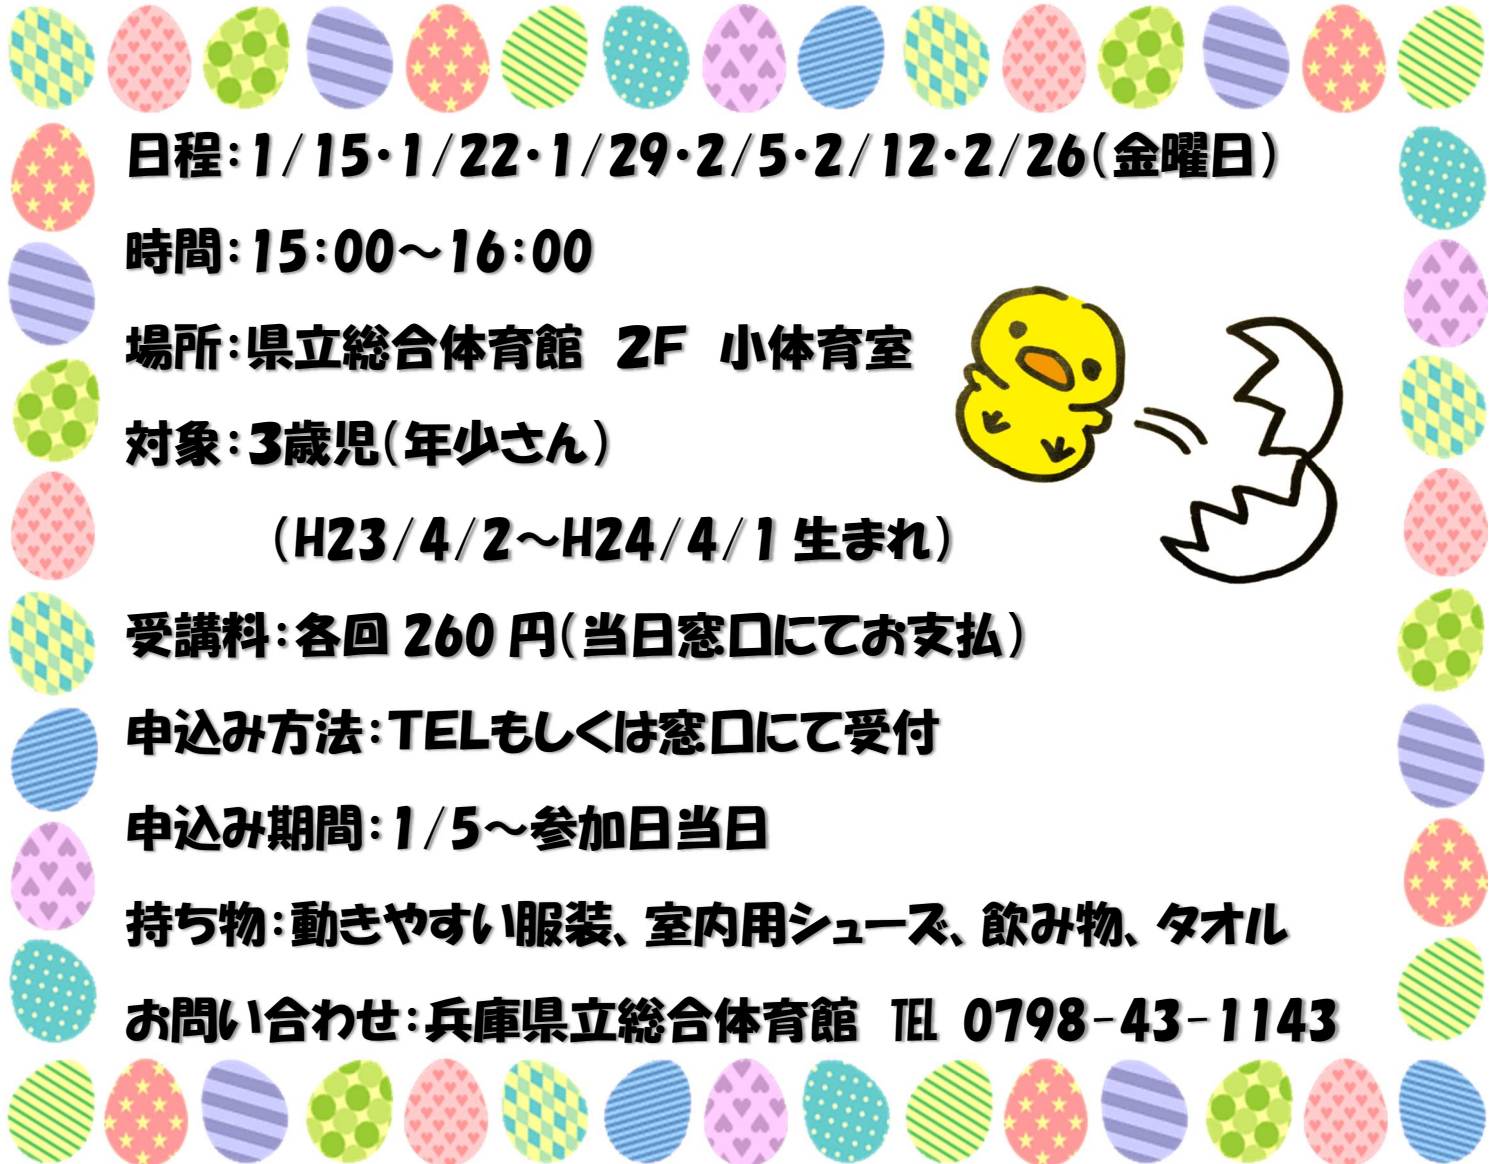 日程：1/15・1/22・1/29・2/5・2/12・2/26（金曜日）
時間：15：00～16：00
場所：県立総合体育館　２Ｆ　小体育室
対象：３歳児（年少さん）
（H23/4/2～H24/4/1 生まれ）
受講料：各回 260 円（当日窓口にてお支払）
申込み方法：ＴＥＬもしくは窓口にて受付
申込み期間：1/5～参加日当日
持ち物：動きやすい服装、室内用シューズ、飲み物、タオル
お問い合わせ：兵庫県立総合体育館　℡ 0798-43-1143